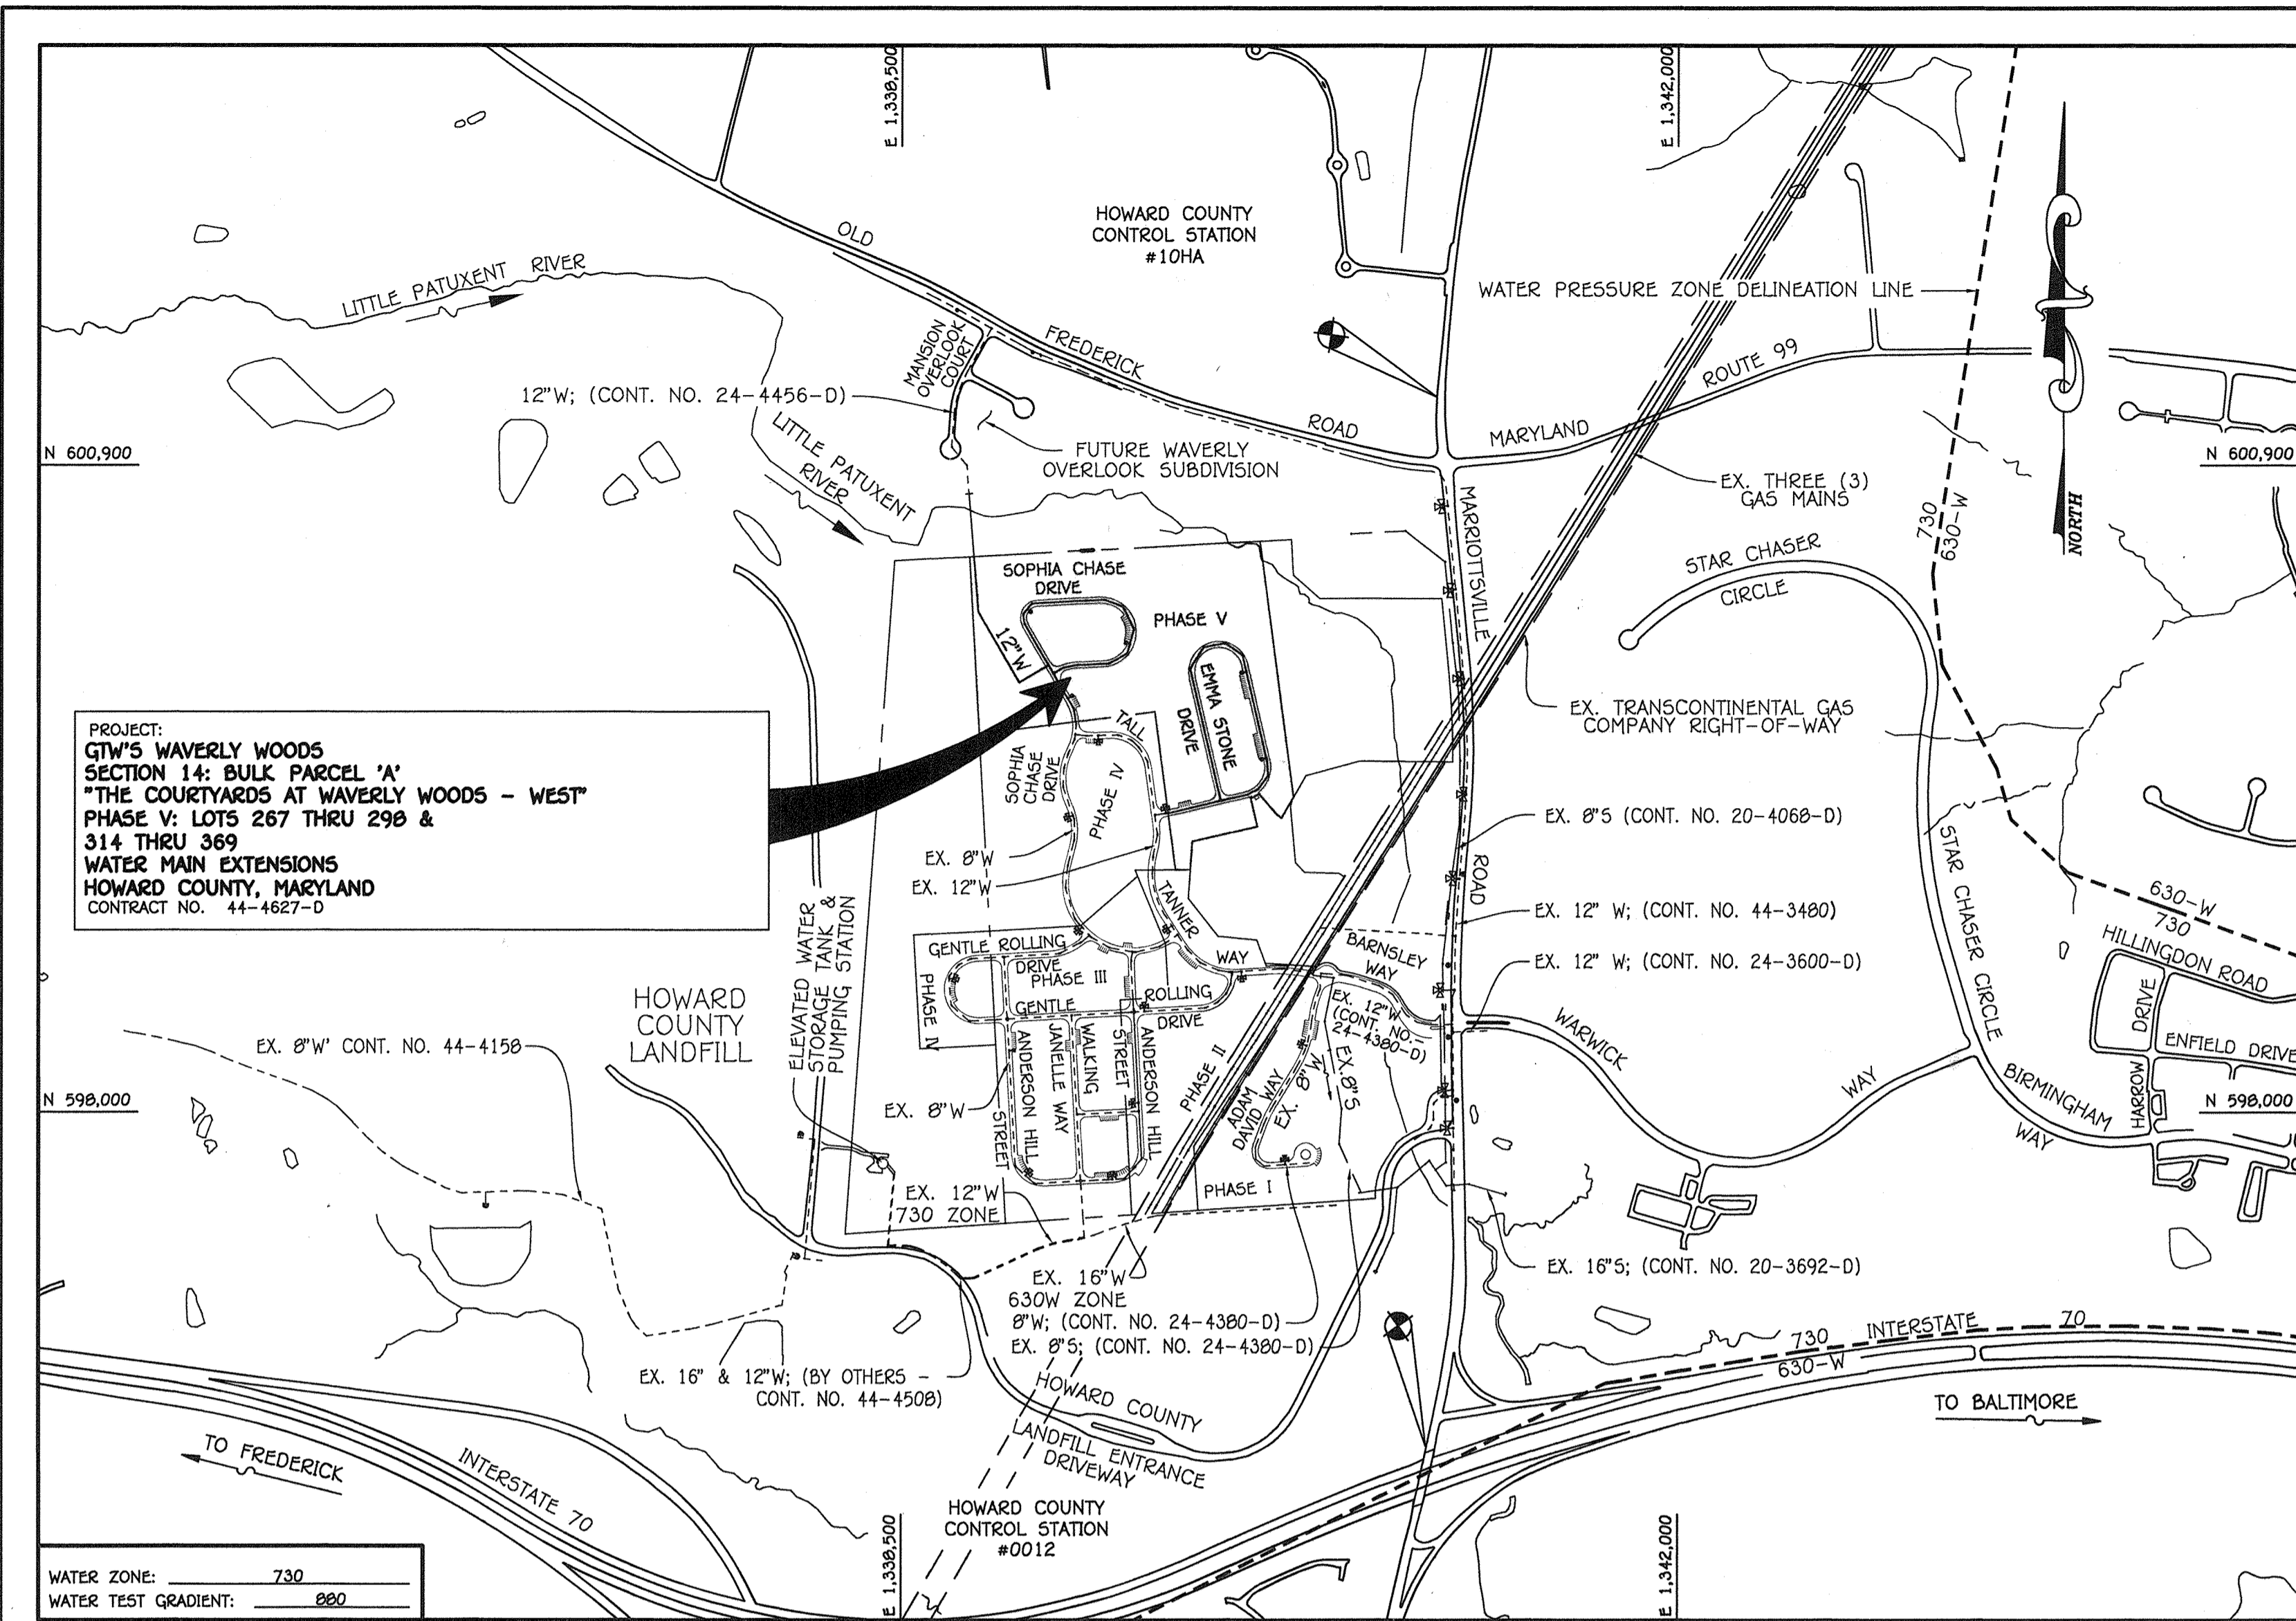 E 1,338,500
E 1,342,000
HOWARD COUNTY
CONTROL STATION
#10HA
OLD
FREDERICK
ROAD
LITTLE PATUXENT RIVER
WATER PRESSURE ZONE DELINEATION LINE
MANSION
OVERLOOK
COURT
12"W; (CONT. NO. 24-4456-D)
MARYLAND
ROUTE 99
N 600,900
LITTLE PATUXENT
RIVER
FUTURE WAVERLY
OVERLOOK SUBDIVISION
EX. THREE (3)
GAS MAINS
N 600,900
730
630-W
NORTH
MARRIOTTSVILLE
ROAD
STAR CHASER
CIRCLE
SOPHIA CHASE
DRIVE
PHASE V
12"W
EMMA STONE
DRIVE
EX. TRANSCONTINENTAL GAS
COMPANY RIGHT-OF-WAY
PROJECT:
GTW'S WAVERLY WOODS
SECTION 14: BULK PARCEL 'A'
"THE COURTYARDS AT WAVERLY WOODS - WEST"
PHASE V: LOTS 267 THRU 298 &
314 THRU 369
WATER MAIN EXTENSIONS
HOWARD COUNTY, MARYLAND
CONTRACT NO. 44-4627-D
TALL
SOPHIA
CHASE
DRIVE
PHASE IV
EX. 8"S (CONT. NO. 20-4068-D)
EX. 8"W
EX. 12"W
TANNER
WAY
STAR CHASER CIRCLE
630-W
730
EX. 12" W; (CONT. NO. 44-3480)
HILLINGDON ROAD
ELEVATED WATER
STORAGE TANK &
PUMPING STATION
GENTLE ROLLING
DRIVE
PHASE III
PHASE IV
BARNSLEY
WAY
EX. 12" W; (CONT. NO. 24-3600-D)
HOWARD
COUNTY
LANDFILL
GENTLE
ROLLING
DRIVE
EX. 12"W
(CONT. NO.-
24-4380-D)
WARWICK
WAY
DRIVE
HARROW
ENFIELD DRIVE
EX. 8"W' CONT. NO. 44-4158
ANDERSON HILL
STREET
JANELLE WAY
WALKING
STREET
ANDERSON HILL
PHASE II
ADAM
DAVID WAY
EX. 8"W
EX.8"S
N 598,000
EX. 8"W
BIRMINGHAM
WAY
N 598,000
PHASE I
EX. 12"W
730 ZONE
EX. 16"W
630W ZONE
8"W; (CONT. NO. 24-4380-D)
EX. 8"S; (CONT. NO. 24-4380-D)
EX. 16"S; (CONT. NO. 20-3692-D)
EX. 16" & 12"W; (BY OTHERS -
CONT. NO. 44-4508)
730
630-W
INTERSTATE 70
TO BALTIMORE
HOWARD COUNTY
LANDFILL ENTRANCE
DRIVEWAY
TO FREDERICK
INTERSTATE 70
HOWARD COUNTY
CONTROL STATION
#0012
E 1,338,500
E 1,342,000
WATER ZONE: 730
WATER TEST GRADIENT: 880